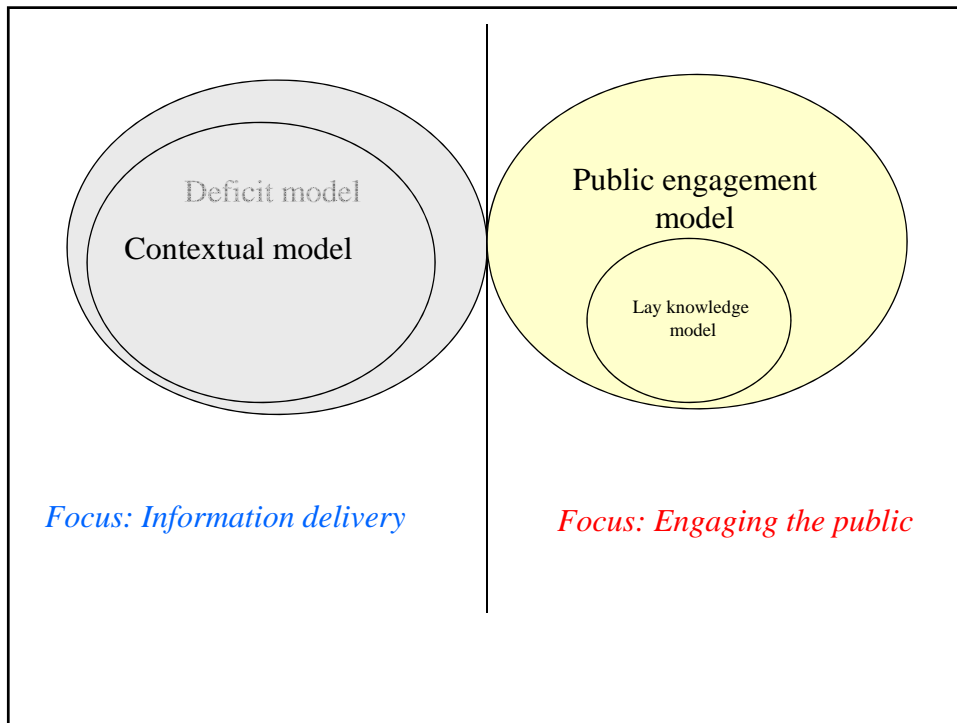 Deficit model
Contextual model
Public engagement
model
Lay knowledge
model
Focus: Information delivery
Focus: Engaging the public